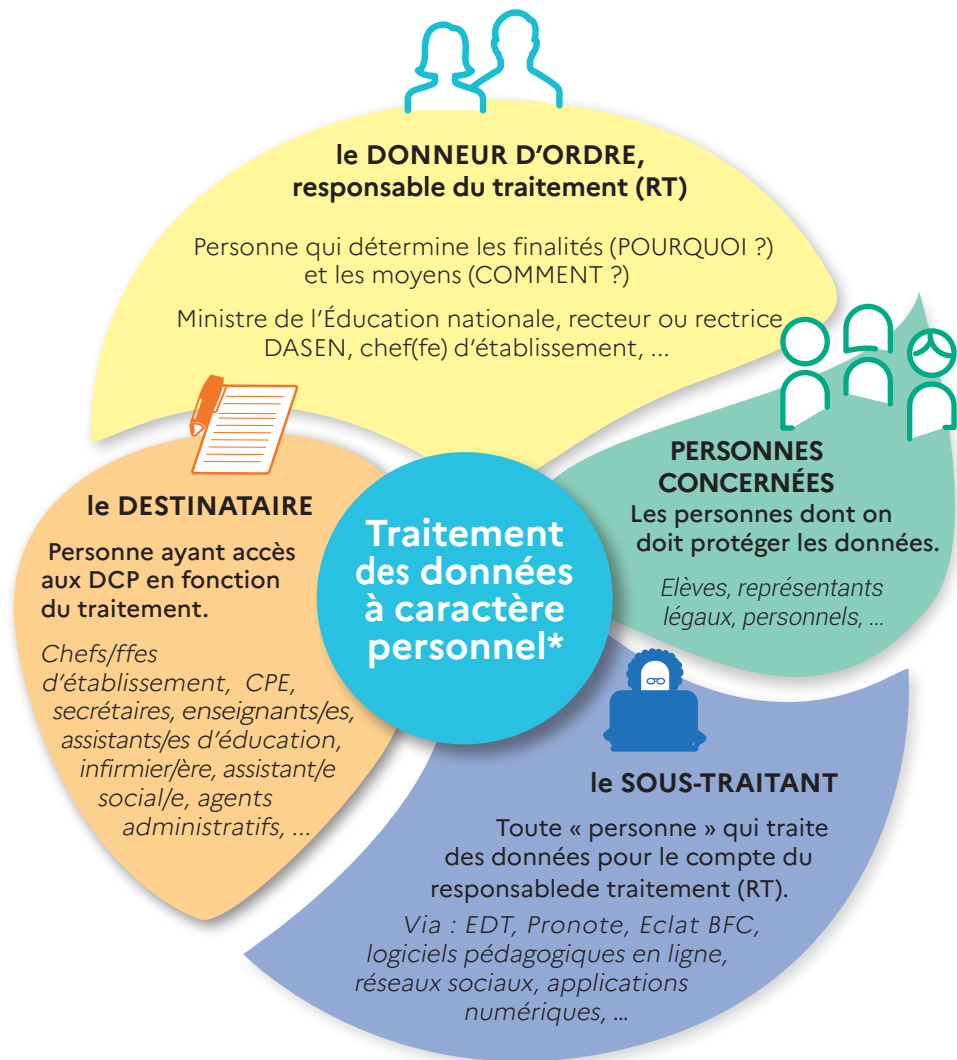 le DONNEUR D'ORDRE,
responsable du traitement (RT)
Personne qui détermine les finalités (POURQUOI ?)
et les moyens (COMMENT ?)
Ministre de l'Éducation nationale, recteur ou rectrice
DASEN, chef(fe) d'établissement, ...
PERSONNES
CONCERNÉES
Les personnes dont on
doit protéger les données.
Elèves, représentants
légaux, personnels, ...
le DESTINATAIRE
Personne ayant accès
aux DCP en fonction
du traitement.
Chefs/ffes
d'établissement, CPE,
secrétaires, enseignants/es,
assistants/es d'éducation,
infirmier/ère, assistant/e
social/e, agents
administratifs, ...
Traitement
des données
à caractère
personnel*
le SOUS-TRAITANT
Toute « personne » qui traite
des données pour le compte du
responsablede traitement (RT).
Via : EDT, Pronote, Eclat BFC,
logiciels pédagogiques en ligne,
réseaux sociaux, applications
numériques, ...